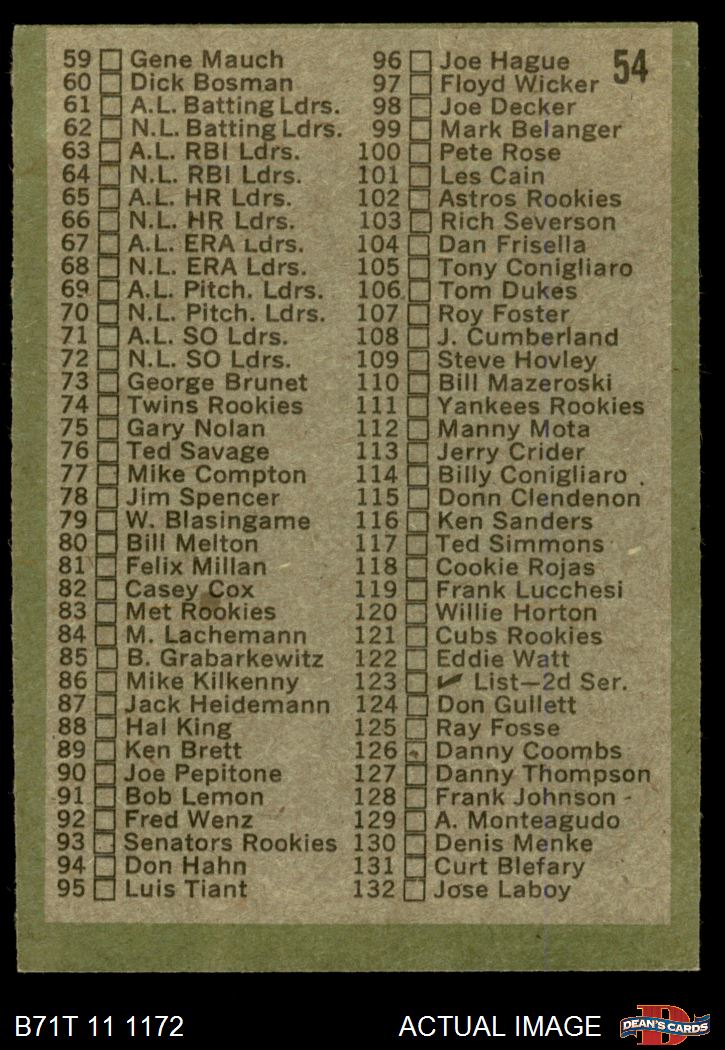 54
59 Gene Mauch
60 Dick Bosman
61 A.L. Batting Ldrs.
62 N.L. Batting Ldrs.
63 A.L. RBI Ldrs.
64 N.L. RBI Ldrs.
65 A.L. HR Ldrs.
66 N.L. HR Ldrs.
67 A.L. ERA Ldrs.
68 N.L. ERA Ldrs.
69 A.L. Pitch. Ldrs.
70 N.L. Pitch. Ldrs.
71 A.L. SO Ldrs.
72 N.L. SO Ldrs.
73 George Brunet
74 Twins Rookies
75 Gary Nolan
76 Ted Savage
77 Mike Compton
78 Jim Spencer
79 W. Blasingame
80 Bill Melton
81 Felix Millan
82 Casey Cox
83 Met Rookies
84 M. Lachemann
85 B. Grabarkewitz
86 Mike Kilkenny
87 Jack Heidemann
88 Hal King
89 Ken Brett
90 Joe Pepitone
91 Bob Lemon
92 Fred Wenz
93 Senators Rookies
94 Don Hahn
95 Luis Tiant
96 Joe Hague
97 Floyd Wicker
98 Joe Decker
99 Mark Belanger
100 Pete Rose
101 Les Cain
102 Astros Rookies
103 Rich Severson
104 Dan Frisella
105 Tony Conigliaro
106 Tom Dukes
107 Roy Foster
108 J. Cumberland
109 Steve Hovley
110 Bill Mazeroski
111 Yankees Rookies
112 Manny Mota
113 Jerry Crider
114 Billy Conigliaro
115 Donn Clendenon
116 Ken Sanders
117 Ted Simmons
118 Cookie Rojas
119 Frank Lucchesi
120 Willie Horton
121 Cubs Rookies
122 Eddie Watt
123 ✔ List—2d Ser.
124 Don Gullett
125 Ray Fosse
126 Danny Coombs
127 Danny Thompson
128 Frank Johnson
129 A. Monteagudo
130 Denis Menke
131 Curt Blefary
132 Jose Laboy
B71T 11 1172
ACTUAL IMAGE
D
DEAN'S CARDS